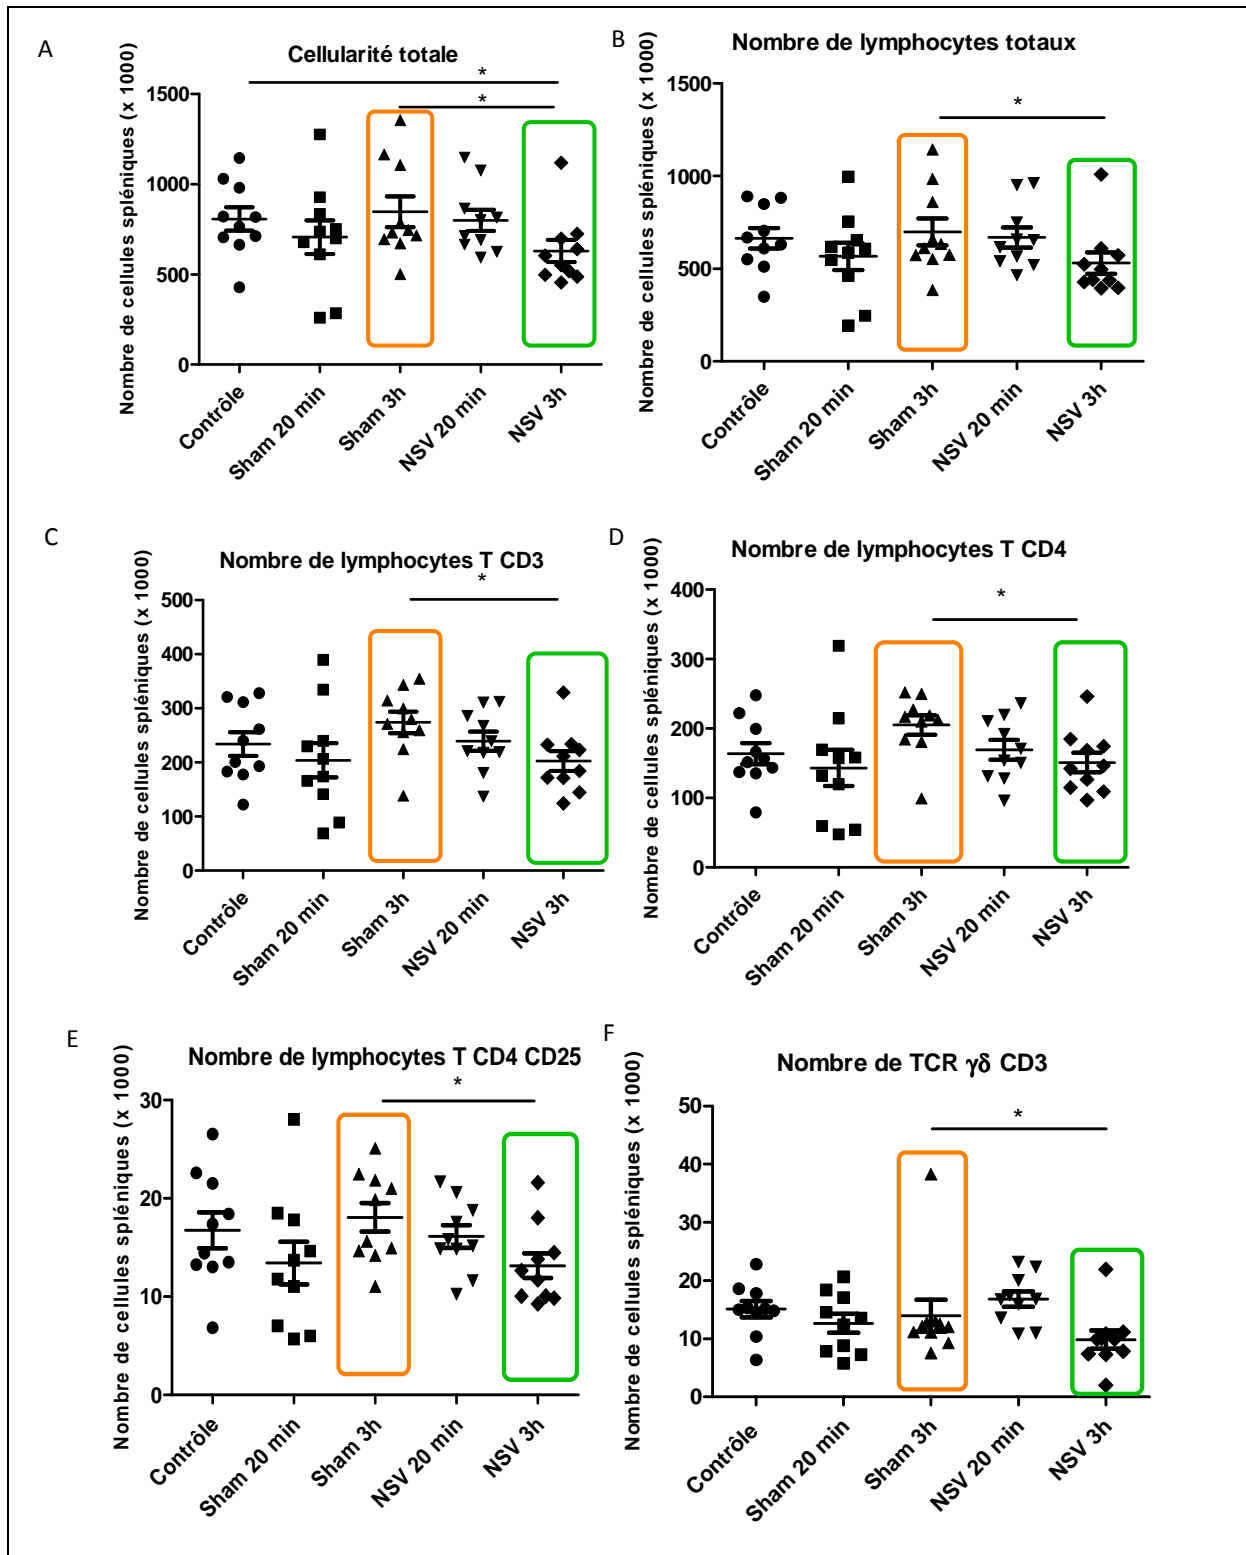 A
Cellularité totale
*
*
Nombre de cellules spléniques (x 1000)
1500
1000
500
0
Contrôle
Sham 20 min
Sham 3h
NSV 20 min
NSV 3h
B
Nombre de lymphocytes totaux
*
Nombre de cellules spléniques (x 1000)
1500
1000
500
0
Contrôle
Sham 20 min
Sham 3h
NSV 20 min
NSV 3h
C
Nombre de lymphocytes T CD3
*
Nombre de cellules spléniques (x 1000)
500
400
300
200
100
0
Contrôle
Sham 20 min
Sham 3h
NSV 20 min
NSV 3h
D
Nombre de lymphocytes T CD4
*
Nombre de cellules spléniques (x 1000)
400
300
200
100
0
Contrôle
Sham 20 min
Sham 3h
NSV 20 min
NSV 3h
E
Nombre de lymphocytes T CD4 CD25
*
Nombre de cellules spléniques (x 1000)
30
20
10
0
Contrôle
Sham 20 min
Sham 3h
NSV 20 min
NSV 3h
F
Nombre de TCR γδ CD3
*
Nombre de cellules spléniques (x 1000)
50
40
30
20
10
0
Contrôle
Sham 20 min
Sham 3h
NSV 20 min
NSV 3h